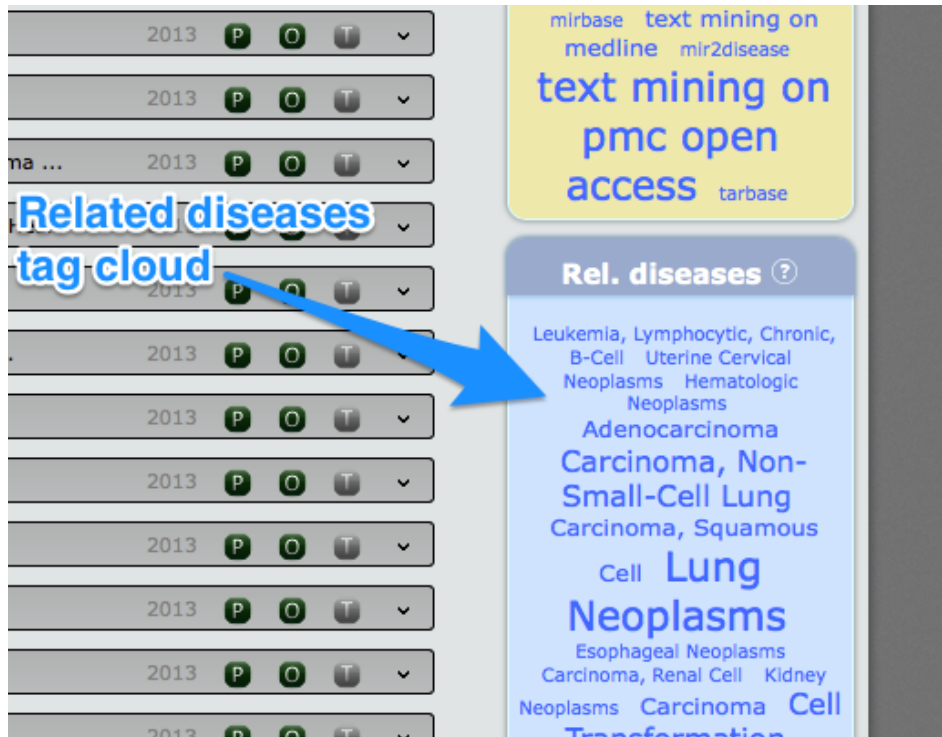 2013 P O T
2013 P O T
ma ... 2013 P O T
Related diseases
tag cloud
2013 P O T
. 2013 P O T
2013 P O T
2013 P O T
2013 P O T
2013 P O T
2013 P O T
2013 P O T
mirbase text mining on
medline mir2disease
text mining on
pmc open
access tarbase
Rel. diseases ?
Leukemia, Lymphocytic, Chronic,
B-Cell Uterine Cervical
Neoplasms Hematologic
Neoplasms
Adenocarcinoma
Carcinoma, Non-
Small-Cell Lung
Carcinoma, Squamous
Cell Lung
Neoplasms
Esophageal Neoplasms
Carcinoma, Renal Cell Kidney
Neoplasms Carcinoma Cell
Transformation